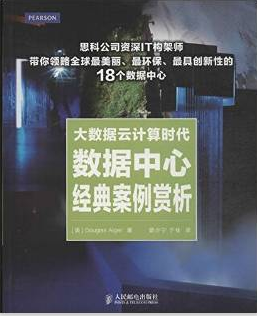 PEARSON
思科公司资深IT构架师
带你领略全球最美丽、最环保、最具创新性的
18个数据中心
大数据云计算时代
数据中心
经典案例赏析
[美] Douglas Alger 著
人民邮电出版社